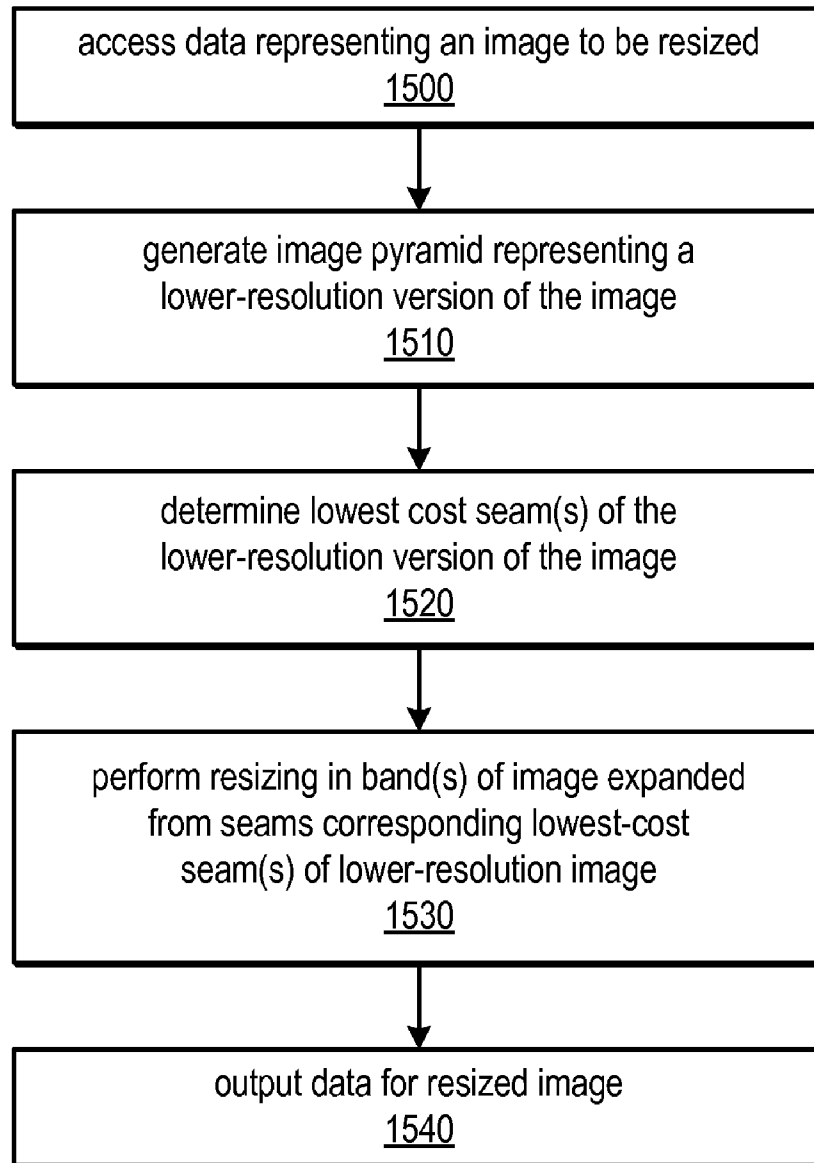 access data representing an image to be resized
1500
generate image pyramid representing a
lower-resolution version of the image
1510
determine lowest cost seam(s) of the
lower-resolution version of the image
1520
perform resizing in band(s) of image expanded
from seams corresponding lowest-cost
seam(s) of lower-resolution image
1530
output data for resized image
1540